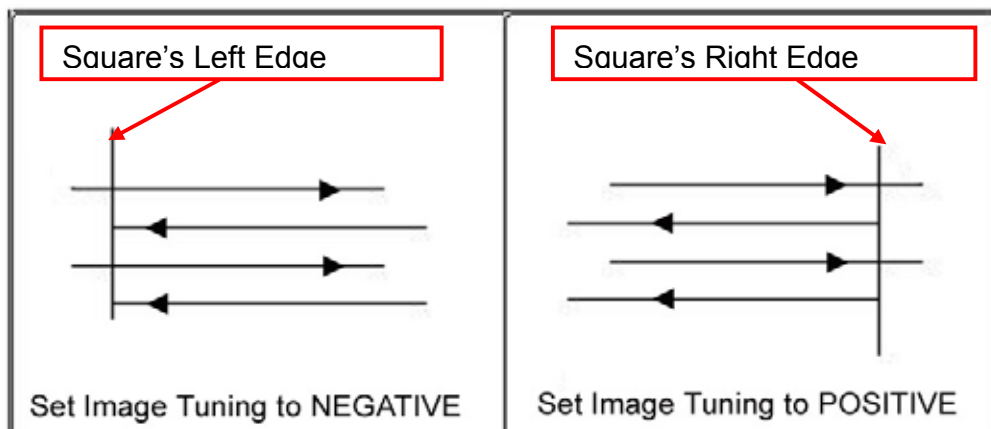 Square's Left Edge
Square's Right Edge
Set Image Tuning to NEGATIVE
Set Image Tuning to POSITIVE